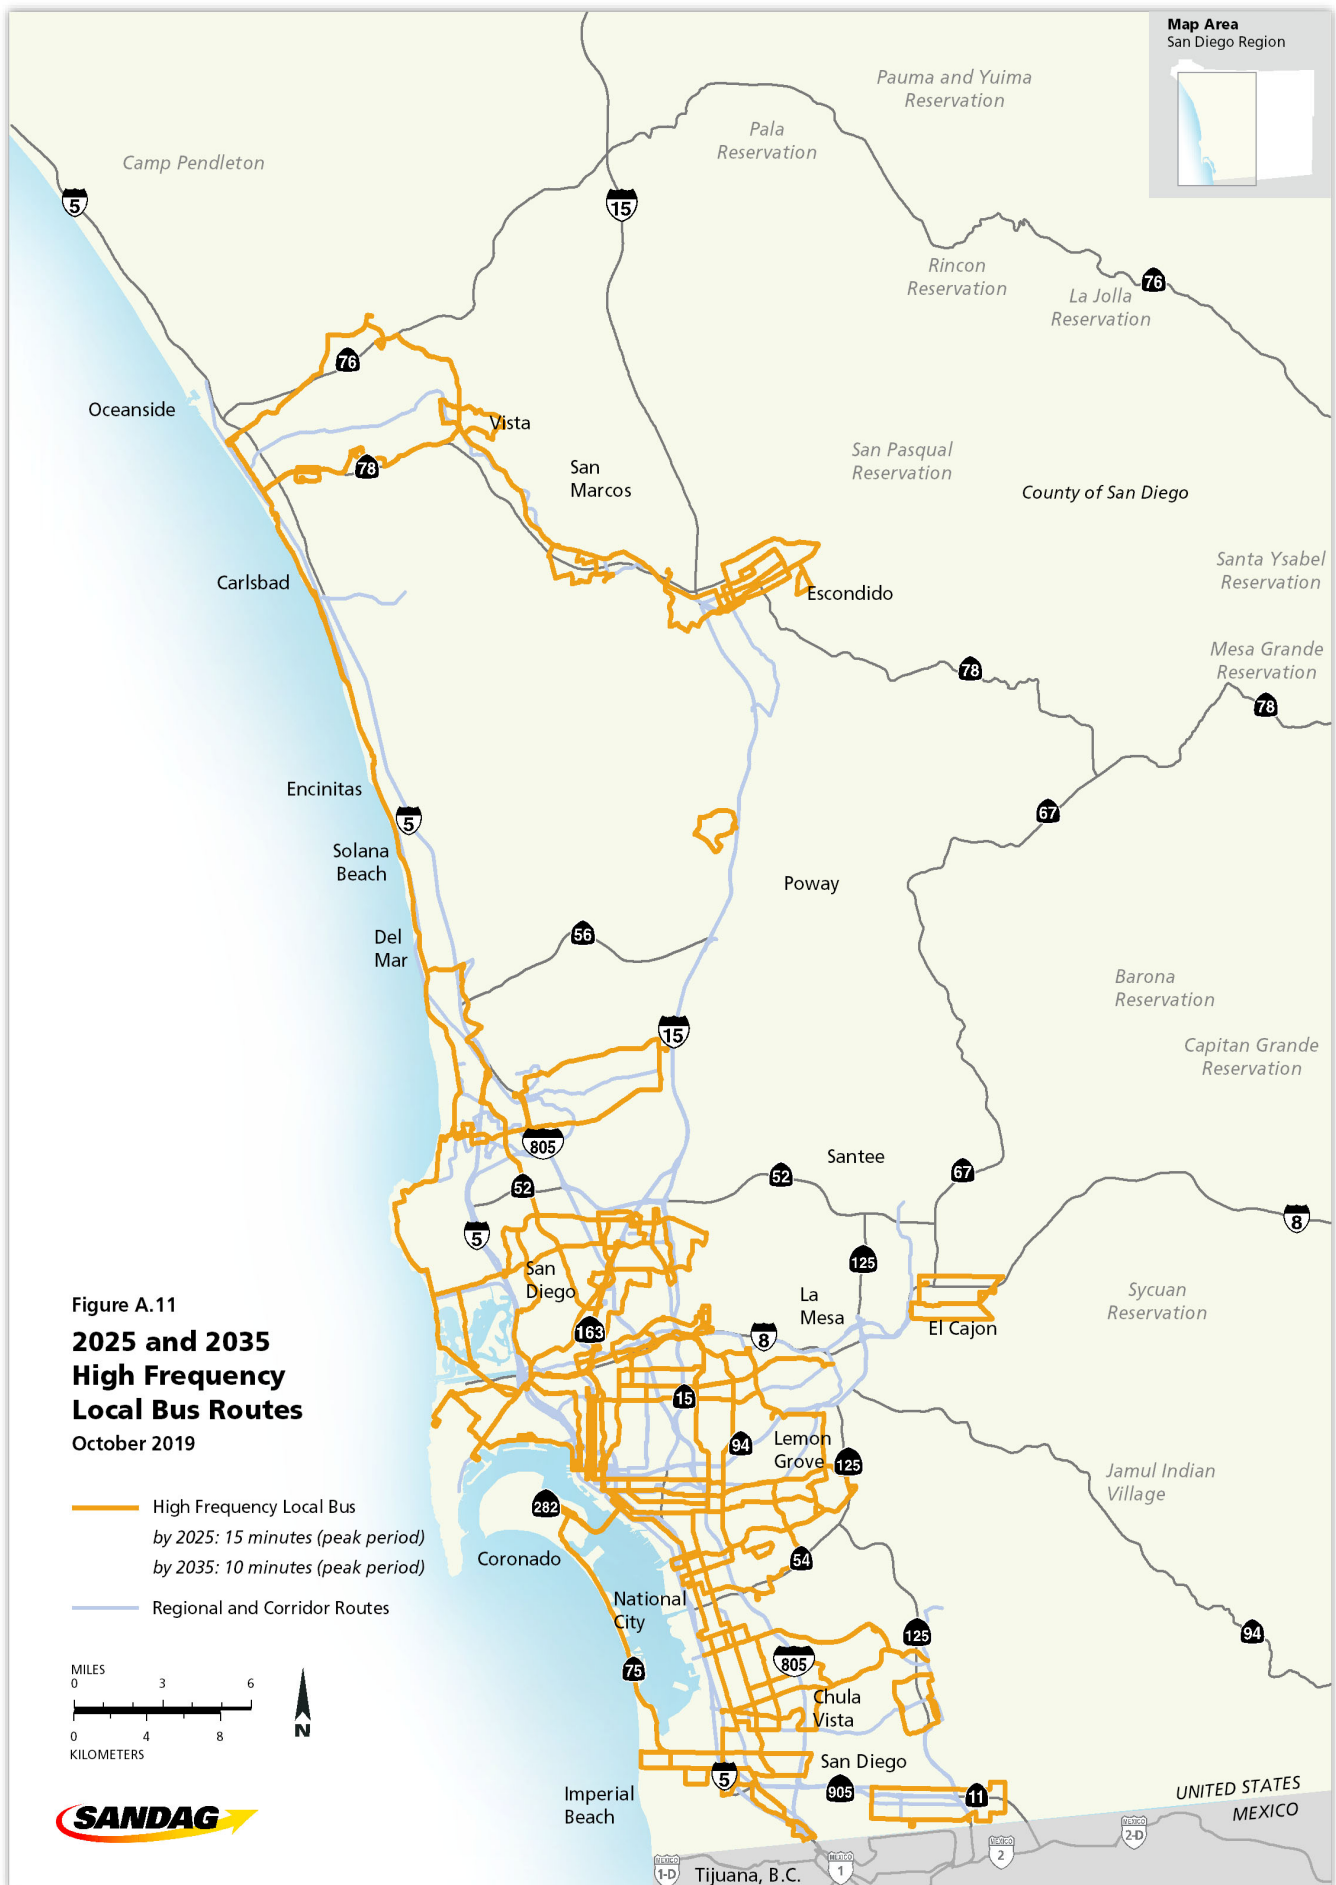 Map Area
San Diego Region
Pauma and Yuima
Reservation
Pala
Reservation
Camp Pendleton
5
15
Rincon
Reservation
La Jolla
Reservation
76
76
Oceanside
Vista
78
San
Marcos
San Pasqual
Reservation
County of San Diego
Santa Ysabel
Reservation
Carlsbad
Escondido
Mesa Grande
Reservation
78
78
Encinitas
5
67
Solana
Beach
Poway
56
Del
Mar
Barona
Reservation
15
Capitan Grande
Reservation
805
Santee
52
67
52
5
8
125
San
Diego
La
Mesa
Sycuan
Reservation
El Cajon
163
8
Figure A.11
2025 and 2035
High Frequency
Local Bus Routes
October 2019
15
94
Lemon
Grove
125
Jamul Indian
Village
282
High Frequency Local Bus
by 2025: 15 minutes (peak period)
by 2035: 10 minutes (peak period)
Coronado
54
National
City
Regional and Corridor Routes
125
94
805
75
MILES
0 3 6
0 4 8
KILOMETERS
N
Chula
Vista
San Diego
5
905
11
Imperial
Beach
UNITED STATES
MEXICO
SANDAG
MEXICO
2-D
MEXICO
2
MEXICO
1
MEXICO
1-D
Tijuana, B.C.